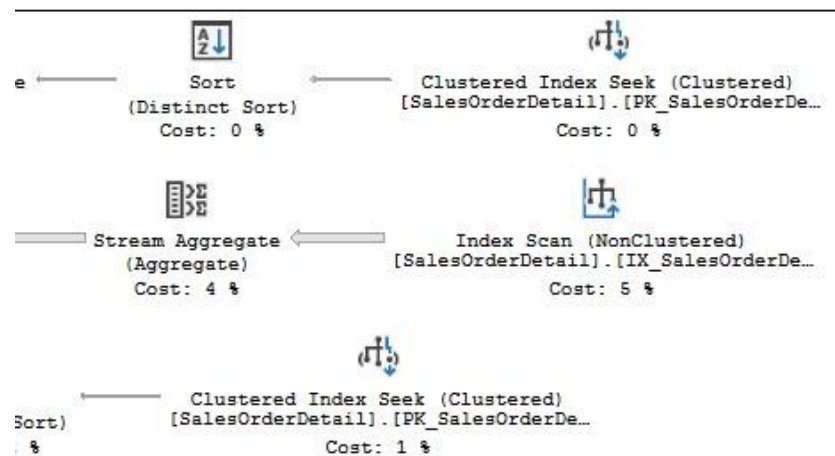 e
Sort
Clustered Index Seek (Clustered)
(Distinct Sort)
[SalesOrderDetail].[PK_SalesOrderDe…
Cost: 0 %
Cost: 0 %
Stream Aggregate
Index Scan (NonClustered)
(Aggregate)
[SalesOrderDetail].[IX_SalesOrderDe…
Cost: 4 %
Cost: 5 %
Clustered Index Seek (Clustered)
Sort)
[SalesOrderDetail].[PK_SalesOrderDe…
%
Cost: 1 %